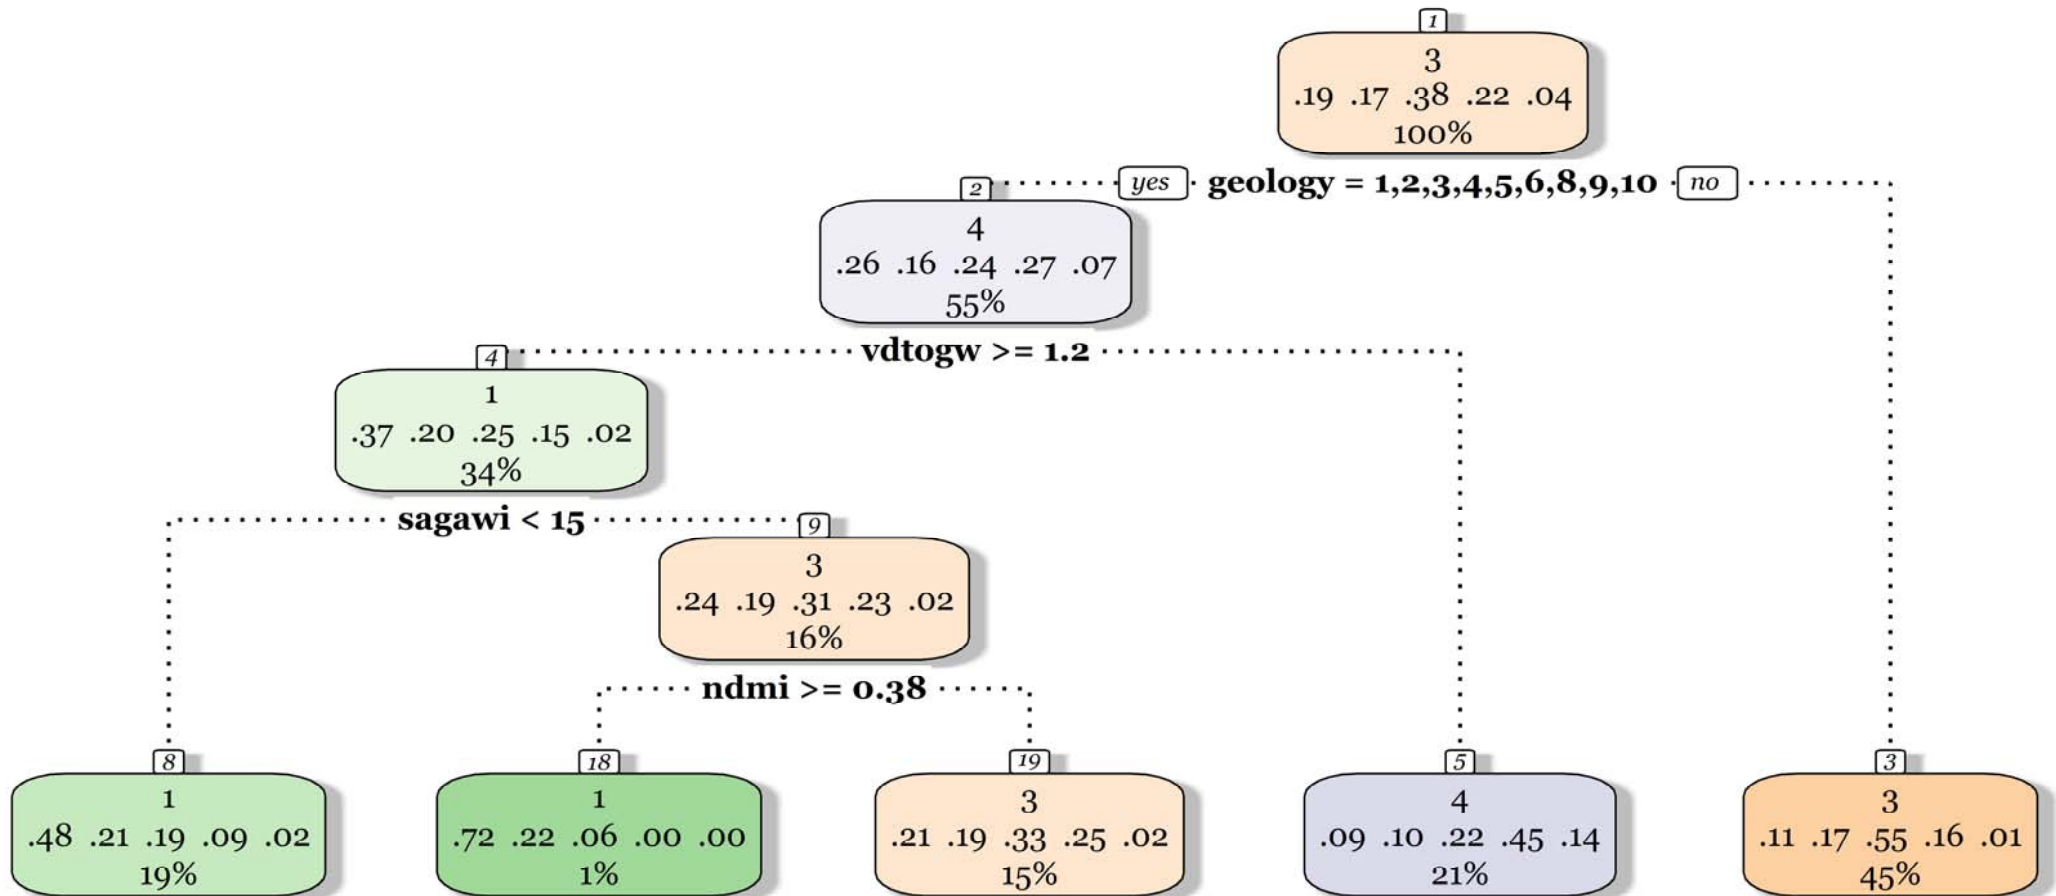 1
3
.19 .17 .38 .22 .04
100%
yes geology = 1,2,3,4,5,6,8,9,10 no
2
4
.26 .16 .24 .27 .07
55%
vdtogw >= 1.2
4
1
.37 .20 .25 .15 .02
34%
sagawi < 15
9
3
.24 .19 .31 .23 .02
16%
ndmi >= 0.38
8
1
.48 .21 .19 .09 .02
19%
18
1
.72 .22 .06 .00 .00
1%
19
3
.21 .19 .33 .25 .02
15%
5
4
.09 .10 .22 .45 .14
21%
3
3
.11 .17 .55 .16 .01
45%